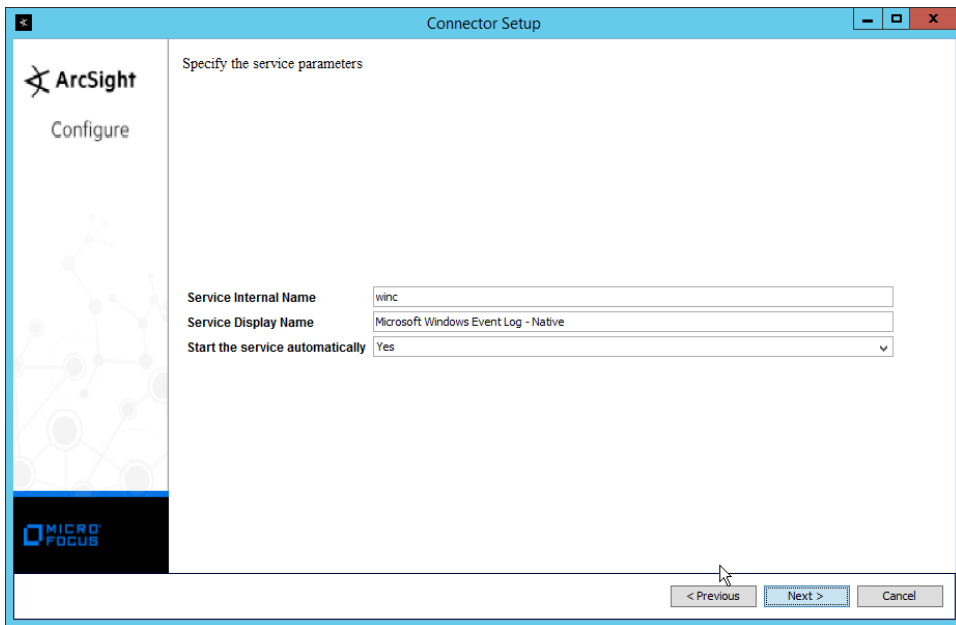 Connector Setup
ArcSight
Configure
Specify the service parameters
Service Internal Name winc
Service Display Name Microsoft Windows Event Log - Native
Start the service automatically Yes
MICRO
FOCUS
< Previous Next > Cancel